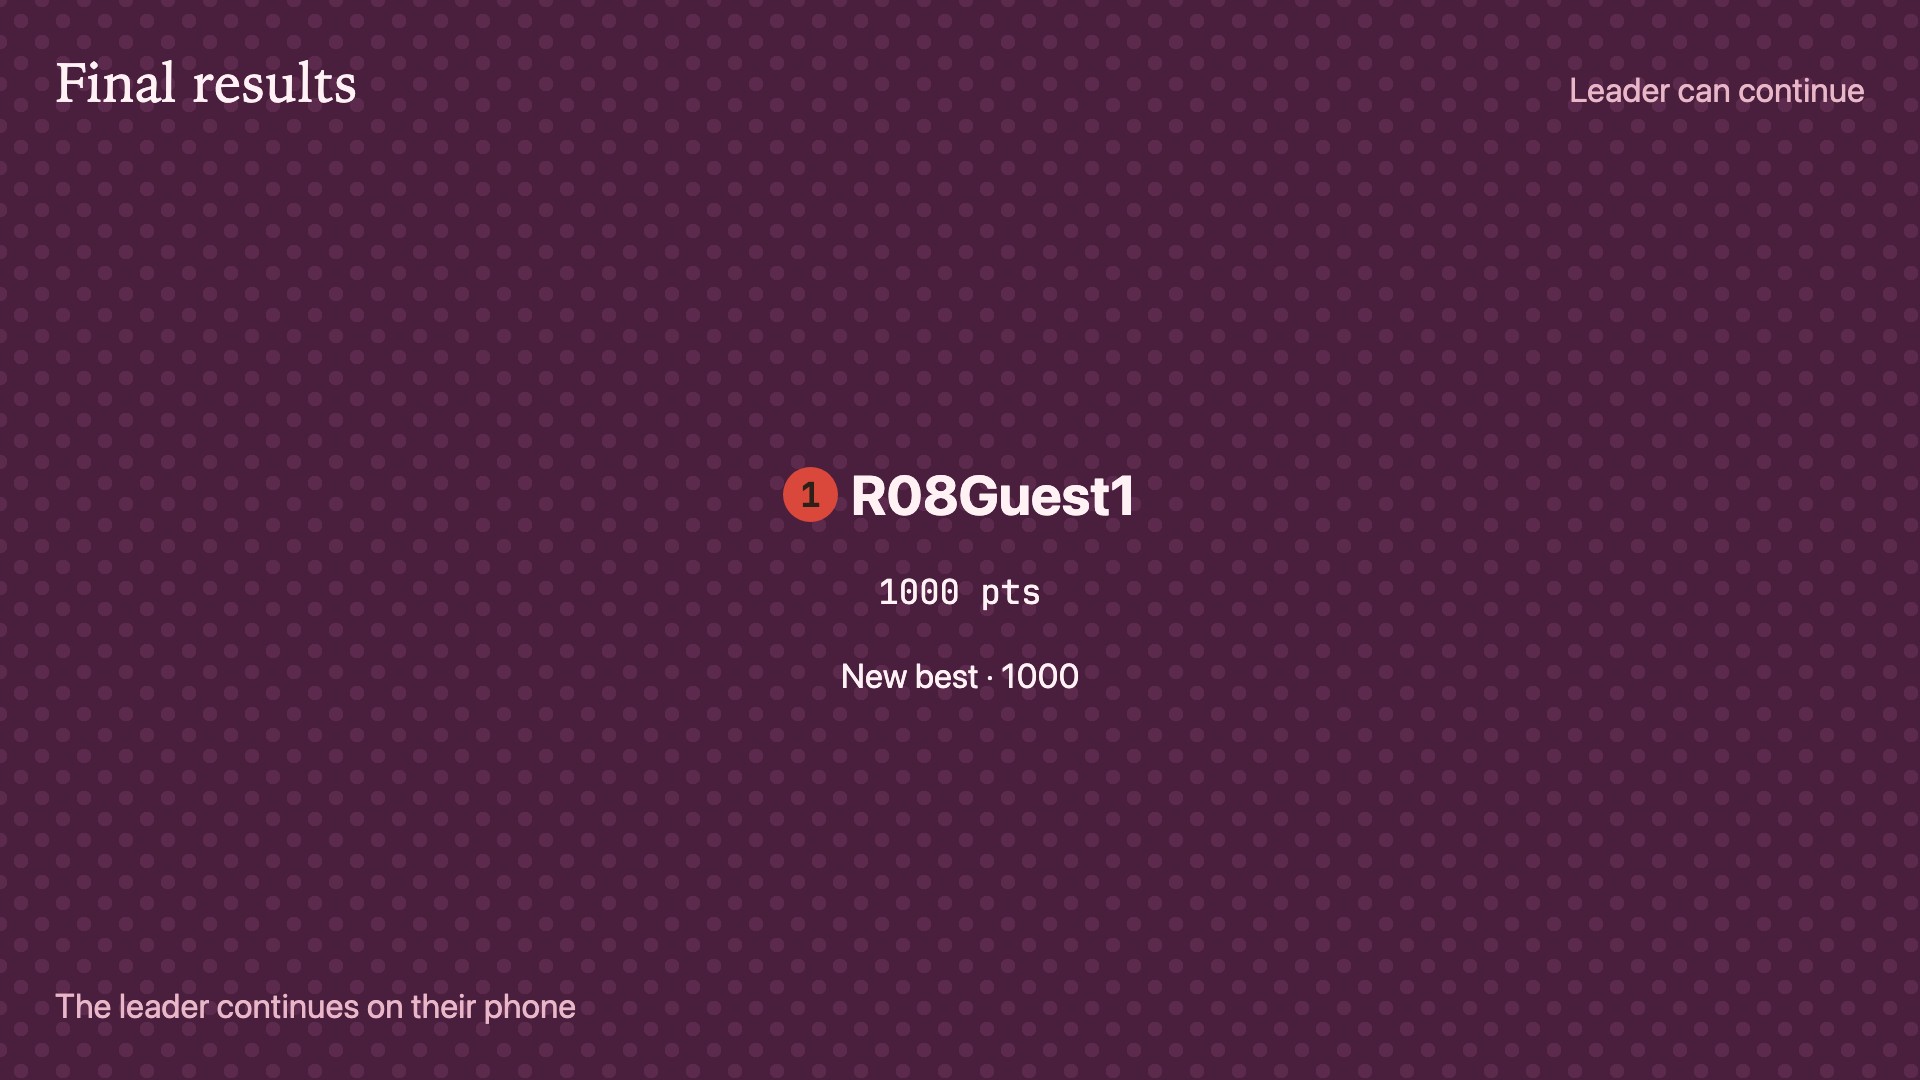 Final results
Leader can continue
1 R08Guest1
1000 pts
New best · 1000
The leader continues on their phone